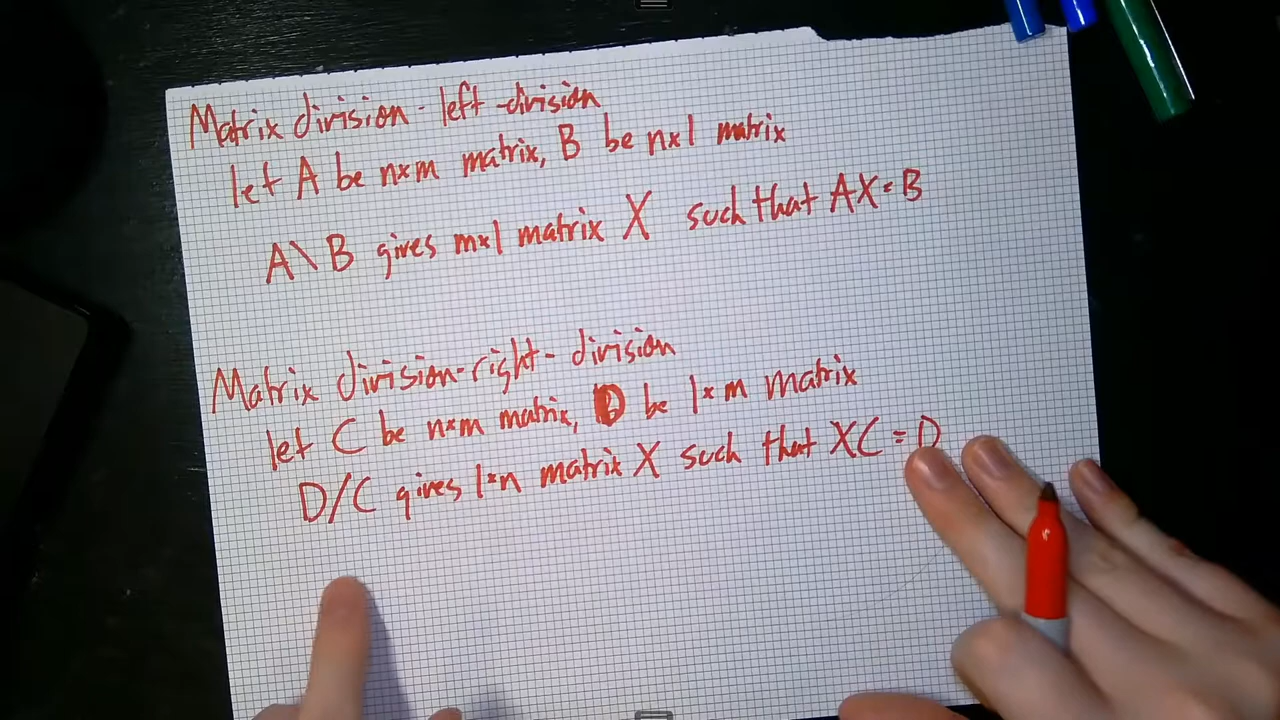 Matrix division - left-division
let A be n×m matrix, B be n×1 matrix
A\B gives m×1 matrix X such that AX=B
Matrix division-right-division
let C be n×m matrix, D be 1×m matrix
D/C gives 1×n matrix X such that XC=D